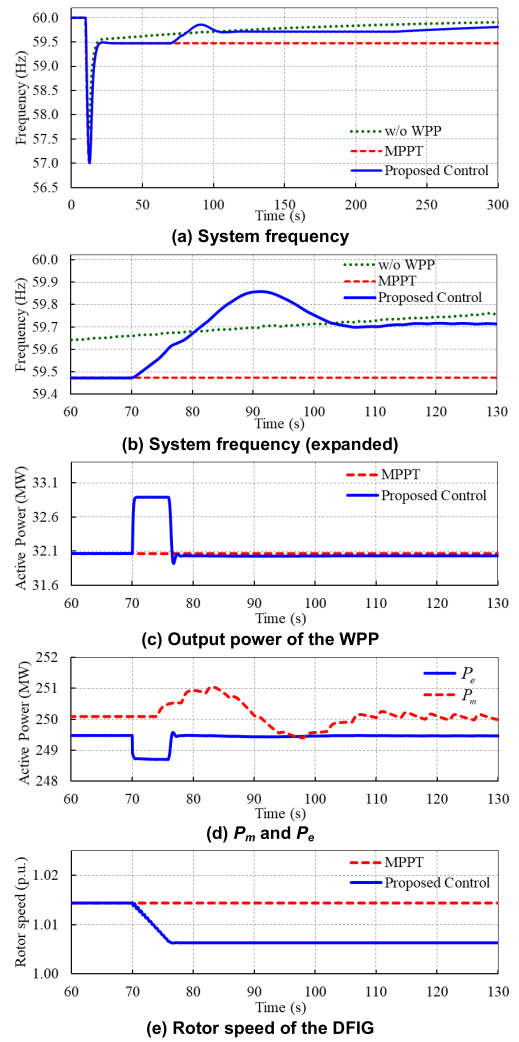 60.0
59.5
59.0
58.5
58.0
57.5
57.0
56.5
Frequency (Hz)
w/o WPP
MPPT
Proposed Control
0 50 100 150 200 250 300
Time (s)
(a) System frequency
60.0
59.9
59.8
59.7
59.6
59.5
59.4
Frequency (Hz)
w/o WPP
MPPT
Proposed Control
60 70 80 90 100 110 120 130
Time (s)
(b) System frequency (expanded)
33.1
32.6
32.1
31.6
Active Power (MW)
MPPT
Proposed Control
60 70 80 90 100 110 120 130
Time (s)
(c) Output power of the WPP
252
251
250
249
248
Active Power (MW)
Pe
Pm
60 70 80 90 100 110 120 130
Time (s)
(d) Pm and Pe
1.02
1.01
1.00
Rotor speed (p.u.)
MPPT
Proposed Control
60 70 80 90 100 110 120 130
Time (s)
(e) Rotor speed of the DFIG